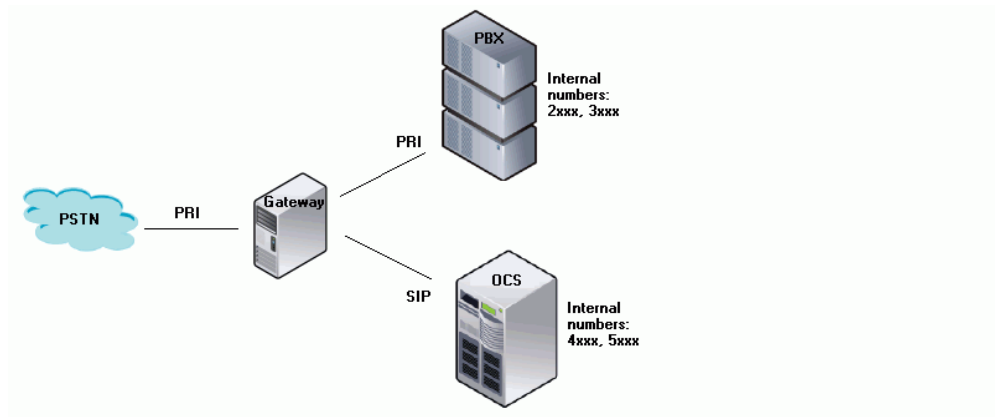 PBX
Internal
numbers:
2xxx, 3xxx
PRI
Gateway
PSTN
PRI
OCS
SIP
Internal
numbers:
4xxx, 5xxx